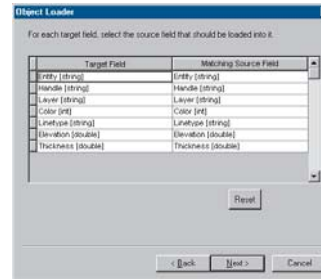 Object Loader
For each target field, select the source field that should be loaded into it.
Target Field Matching Source Field
Entity [string] Entity [string]
Handle [string] Handle [string]
Layer [string] Layer [string]
Color [int] Color [int]
Linetype [string] Linetype [string]
Elevation [double] Elevation [double]
Thickness [double] Thickness [double]
Reset
< Back Next > Cancel